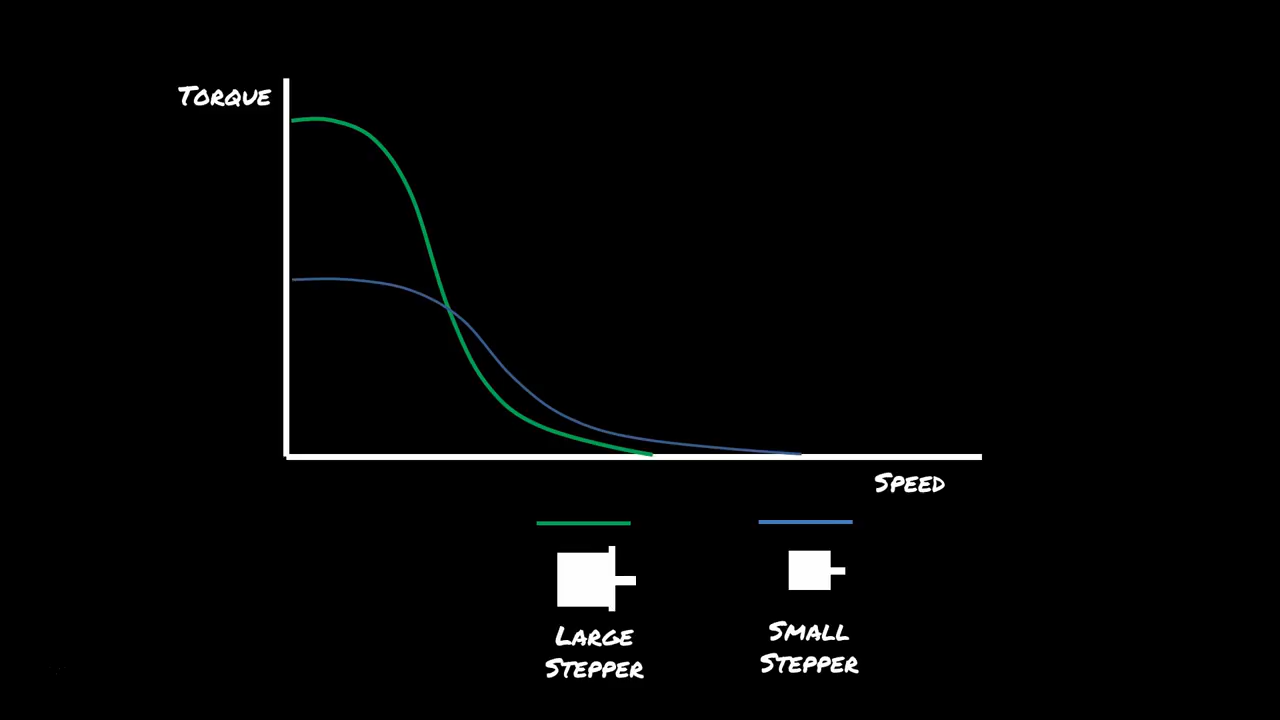 Torque
Speed
Large
Stepper
Small
Stepper